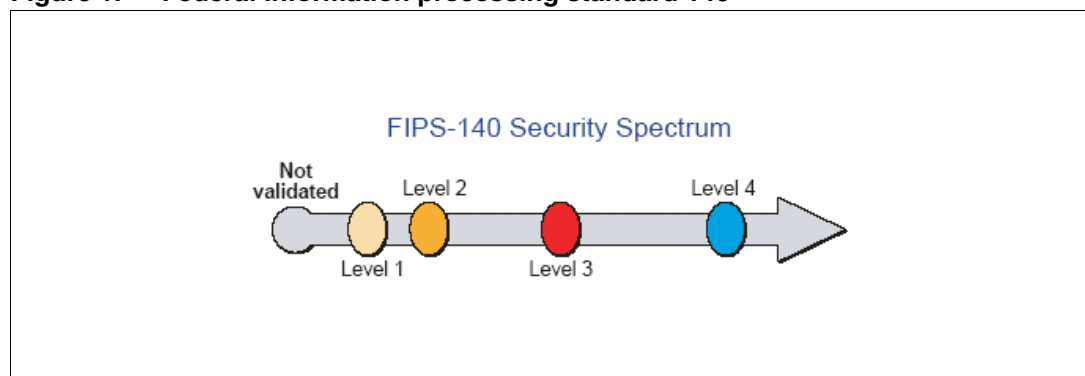 FIPS-140 Security Spectrum
Not
validated
Level 2
Level 4
Level 1
Level 3